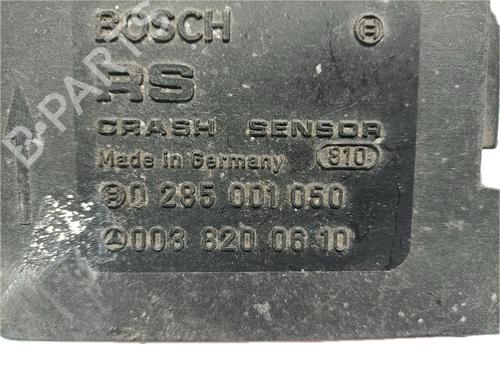 BOSCH
RS
CRASH SENSOR
Made in Germany 810
0 285 001 050
003 820 06 10
B-PARTS